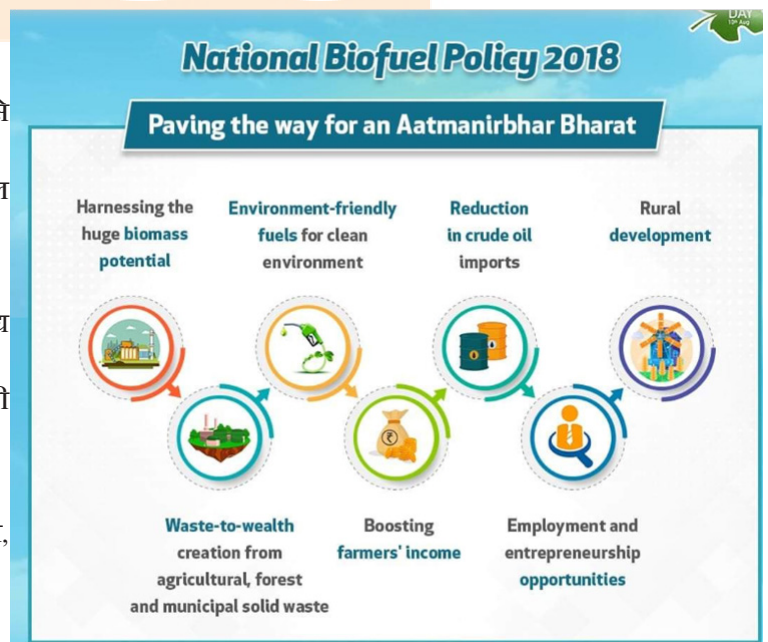 DAY
National Biofuel Policy 2018
Paving the way for an Aatmanirbhar Bharat
Harnessing the
huge biomass
potential
Environment-friendly
fuels for clean
environment
Reduction
in crude oil
imports
Rural
development
₹
Waste-to-wealth
creation from
agricultural, forest
and municipal solid waste
Boosting
farmers' income
Employment and
entrepreneurship
opportunities